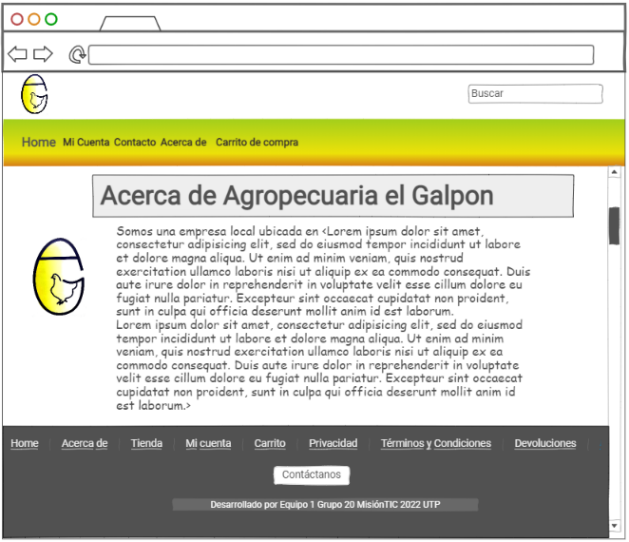 Buscar
Home Mi Cuenta Contacto Acerca de Carrito de compra
Acerca de Agropecuaria el Galpon
Somos una empresa local ubicada en <Lorem ipsum dolor sit amet,
consectetur adipisicing elit, sed do eiusmod tempor incididunt ut labore
et dolore magna aliqua. Ut enim ad minim veniam, quis nostrud
exercitation ullamco laboris nisi ut aliquip ex ea commodo consequat. Duis
aute irure dolor in reprehenderit in voluptate velit esse cillum dolore eu
fugiat nulla pariatur. Excepteur sint occaecat cupidatat non proident,
sunt in culpa qui officia deserunt mollit anim id est laborum.
Lorem ipsum dolor sit amet, consectetur adipisicing elit, sed do eiusmod
tempor incididunt ut labore et dolore magna aliqua. Ut enim ad minim
veniam, quis nostrud exercitation ullamco laboris nisi ut aliquip ex ea
commodo consequat. Duis aute irure dolor in reprehenderit in voluptate
velit esse cillum dolore eu fugiat nulla pariatur. Excepteur sint occaecat
cupidatat non proident, sunt in culpa qui officia deserunt mollit anim id
est laborum.>
Home Acerca de Tienda Mi cuenta Carrito Privacidad Términos y Condiciones Devoluciones
Contáctanos
Desarrollado por Equipo 1 Grupo 20 MisiónTIC 2022 UTP